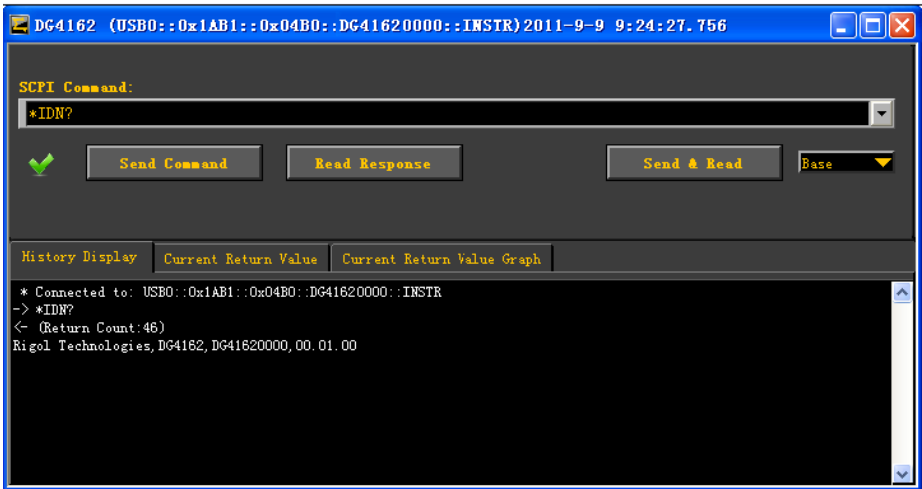 DG4162 (USB0::0x1AB1::0x04B0::DG41620000::INSTR)2011-9-9 9:24:27.756
SCPI Command:
*IDN?
Send Command Read Response Send & Read Base
History Display Current Return Value Current Return Value Graph
* Connected to: USB0::0x1AB1::0x04B0::DG41620000::INSTR
-> *IDN?
<- (Return Count:46)
Rigol Technologies,DG4162,DG41620000,00.01.00